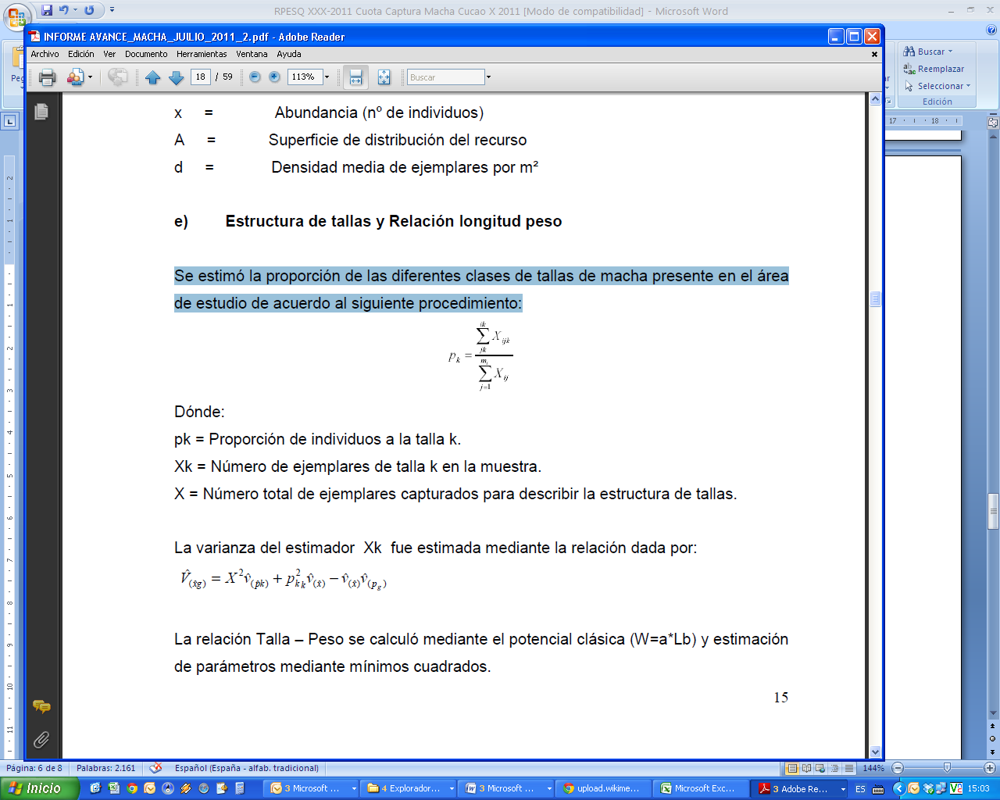 RPESQ XXX-2011 Cuota Captura Macha Cucao X 2011 [Modo de compatibilidad] - Microsoft Word
INFORME AVANCE_MACHA_JUILIO_2011_2.pdf - Adobe Reader
Archivo Edición Ver Documento Herramientas Ventana Ayuda
18 / 59 113% Buscar
Buscar
Reemplazar
Seleccionar
Edición
17 18
x = Abundancia (nº de individuos)
A = Superficie de distribución del recurso
d = Densidad media de ejemplares por m²
e) Estructura de tallas y Relación longitud peso
Se estimó la proporción de las diferentes clases de tallas de macha presente en el área
de estudio de acuerdo al siguiente procedimiento:
p_k = \frac{\sum_{jk}^{ik} X_{ijk}}{\sum_{j=1}^{m_i} X_{ij}}
Dónde:
pk = Proporción de individuos a la talla k.
Xk = Número de ejemplares de talla k en la muestra.
X = Número total de ejemplares capturados para describir la estructura de tallas.
La varianza del estimador Xk fue estimada mediante la relación dada por:
\hat{V}_{(\hat{x}g)} = X^2 \hat{v}_{(\hat{p}k)} + p_{k}^{2}{}_{k} \hat{v}_{(\hat{x})} - \hat{v}_{(\hat{x})} \hat{v}_{(p_g)}
La relación Talla – Peso se calculó mediante el potencial clásica (W=a*Lb) y estimación
de parámetros mediante mínimos cuadrados.
15
Página: 6 de 8 Palabras: 2.161 Español (España - alfab. tradicional) 144%
Inicio 3 Microsoft ... 4 Explorador... 3 Microsoft ... upload.wikime... Microsoft Exc... 3 Adobe Re... ES 15:03